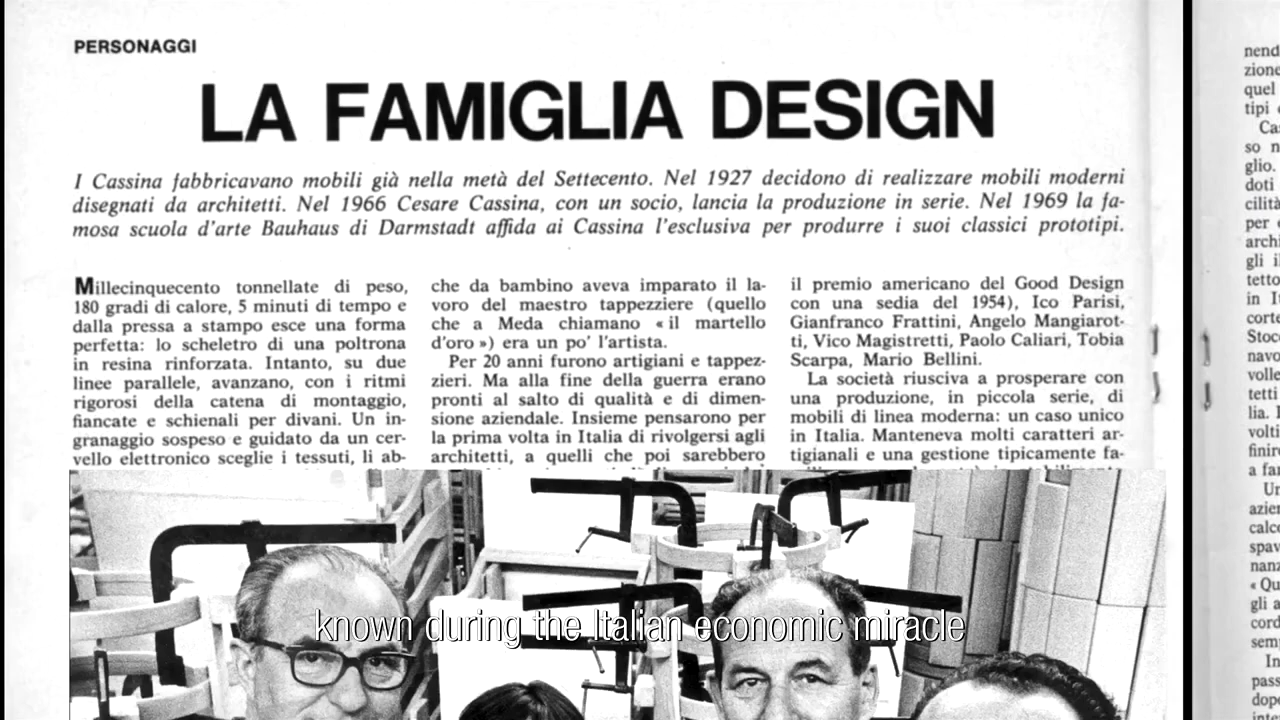 PERSONAGGI
LA FAMIGLIA DESIGN
I Cassina fabbricavano mobili già nella metà del Settecento. Nel 1927 decidono di realizzare mobili moderni
disegnati da architetti. Nel 1966 Cesare Cassina, con un socio, lancia la produzione in serie. Nel 1969 la fa-
mosa scuola d'arte Bauhaus di Darmstadt affida ai Cassina l'esclusiva per produrre i suoi classici prototipi.
Millecinquecento tonnellate di peso,
180 gradi di calore, 5 minuti di tempo e
dalla pressa a stampo esce una forma
perfetta: lo scheletro di una poltrona
in resina rinforzata. Intanto, su due
linee parallele, avanzano, con i ritmi
rigorosi della catena di montaggio,
fiancate e schienali per divani. Un in-
granaggio sospeso e guidato da un cer-
vello elettronico sceglie i tessuti, li ab-
che da bambino aveva imparato il la-
voro del maestro tappezziere (quello
che a Meda chiamano « il martello
d'oro ») era un po' l'artista.
Per 20 anni furono artigiani e tappez-
zieri. Ma alla fine della guerra erano
pronti al salto di qualità e di dimen-
sione aziendale. Insieme pensarono per
la prima volta in Italia di rivolgersi agli
architetti, a quelli che poi sarebbero
il premio americano del Good Design
con una sedia del 1954), Ico Parisi,
Gianfranco Frattini, Angelo Mangiarot-
ti, Vico Magistretti, Paolo Caliari, Tobia
Scarpa, Mario Bellini.
La società riusciva a prosperare con
una produzione, in piccola serie, di
mobili di linea moderna: un caso unico
in Italia. Manteneva molti caratteri ar-
tigianali e una gestione tipicamente fa-
nend
zione
quel
tipi
Ca
so n
glio.
doti
cilità
per
archi
gli i
tetto
in I
corte
Stoc
navo
volle
tetti
lia. I
volti
finir
a fa
Un
azier
calc
spav
nanz
« Qu
gli a
cord
sem
In
pass
dop
known during the Italian economic miracle